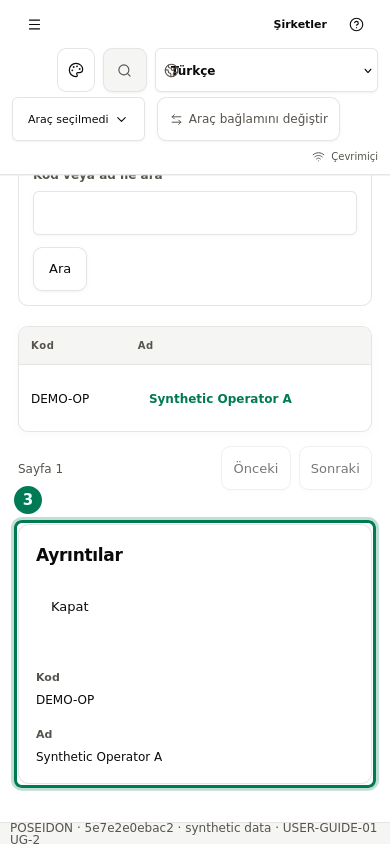 Şirketler
Türkçe
Araç seçilmedi
Araç bağlamını değiştir
Çevrimiçi
Kod veya ad ile ara
Ara
Kod Ad
DEMO-OP Synthetic Operator A
Sayfa 1 Önceki Sonraki
3
Ayrıntılar
Kapat
Kod
DEMO-OP
Ad
Synthetic Operator A
POSEIDON · 5e7e2e0ebac2 · synthetic data · USER-GUIDE-01
UG-2